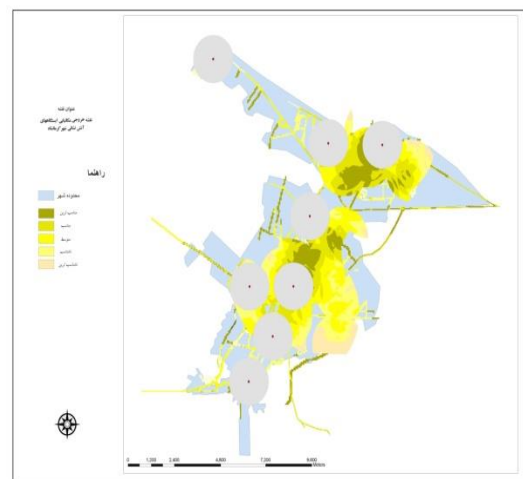 عنوان نقشه
نقشه خروجی مکانیابی ایستگاههای
آتش نشانی شهر کرمانشاه
راهنما
محدوده شهر
مناسب ترین
مناسب
متوسط
نامناسب
نامناسب ترین
0 1,200 2,400 4,800 7,200 9,600
Meters